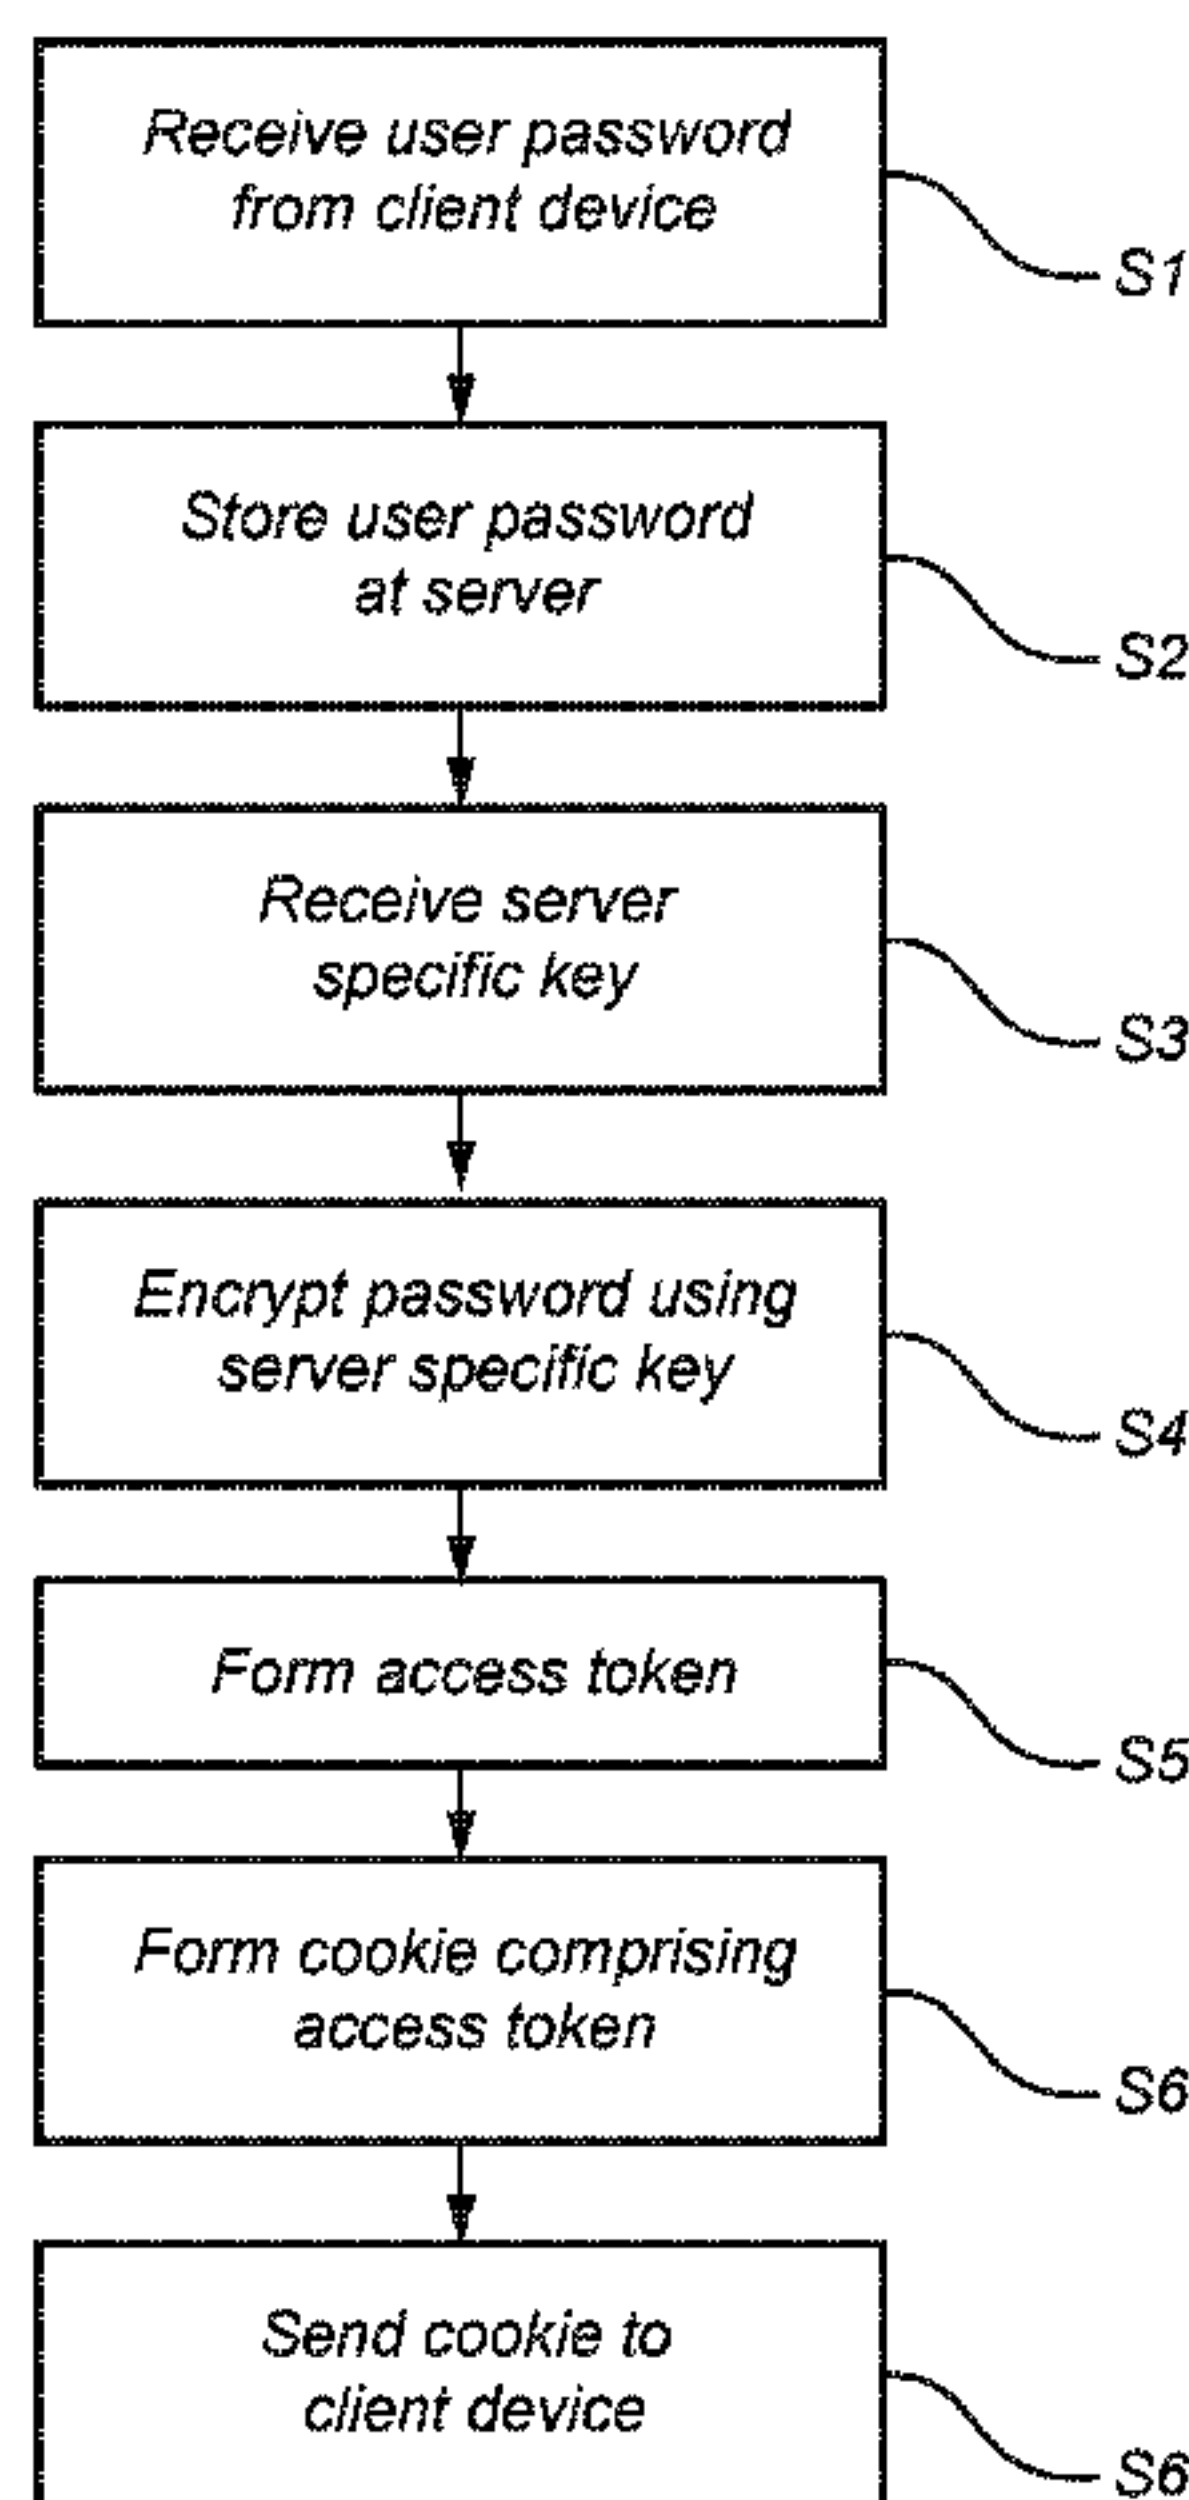 Receive user password
from client device
S1
Store user password
at server
S2
Receive server
specific key
S3
Encrypt password using
server specific key
S4
Form access token
S5
Form cookie comprising
access token
S6
Send cookie to
client device
S6